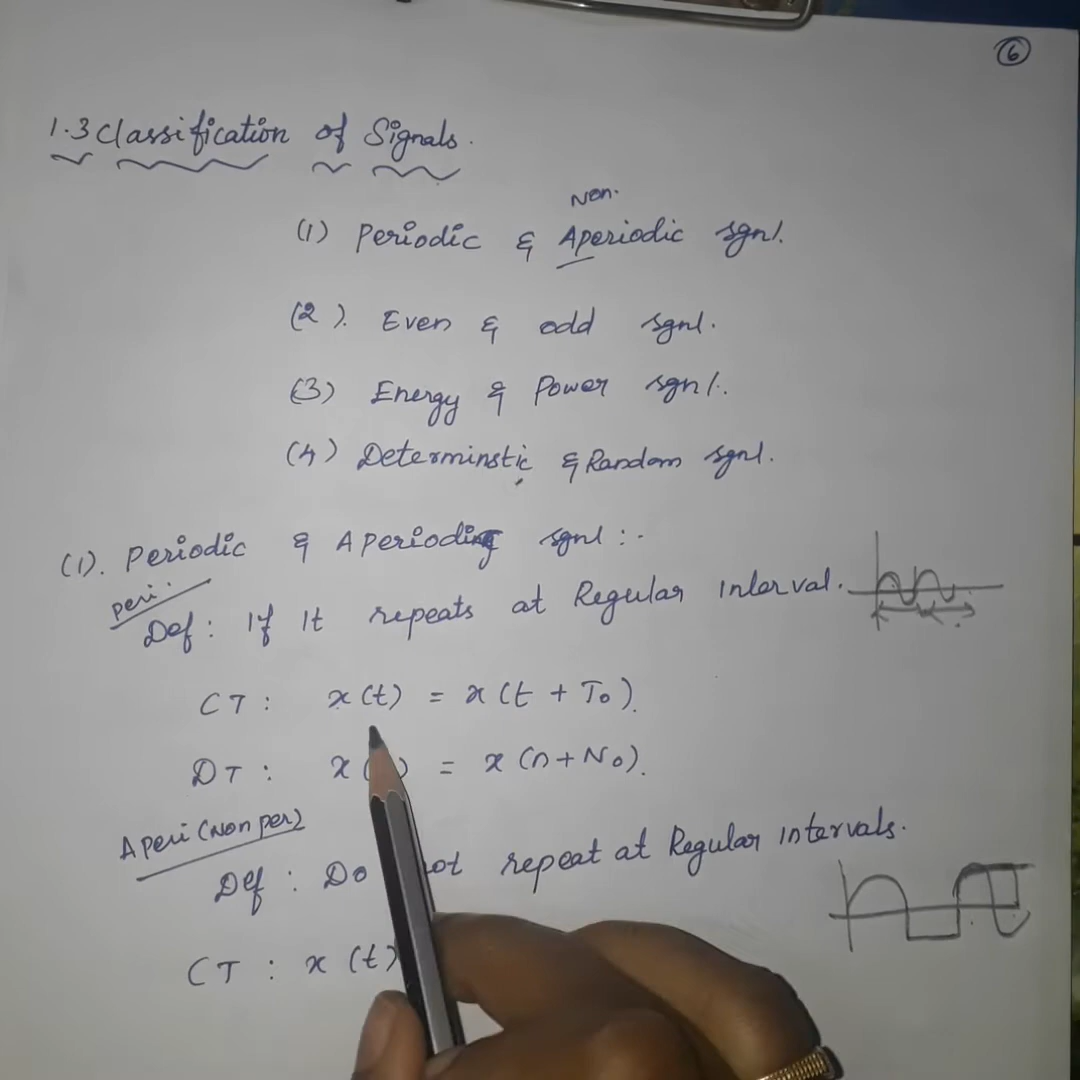 6
1.3 Classification of Signals.
Non.
(1) Periodic & Aperiodic sgnl.
(2). Even & odd sgnl.
(3) Energy & Power sgnl.
(4) Determinstic & Random sgnl.
(1). Periodic & Aperiodic sgnl :-
peri:
Def : If It repeats at Regular Interval.
CT : x(t) = x(t + T₀).
DT : x( ) = x(n+N₀).
Aperi (Non per)
Def : Do not repeat at Regular intervals.
CT : x (t)